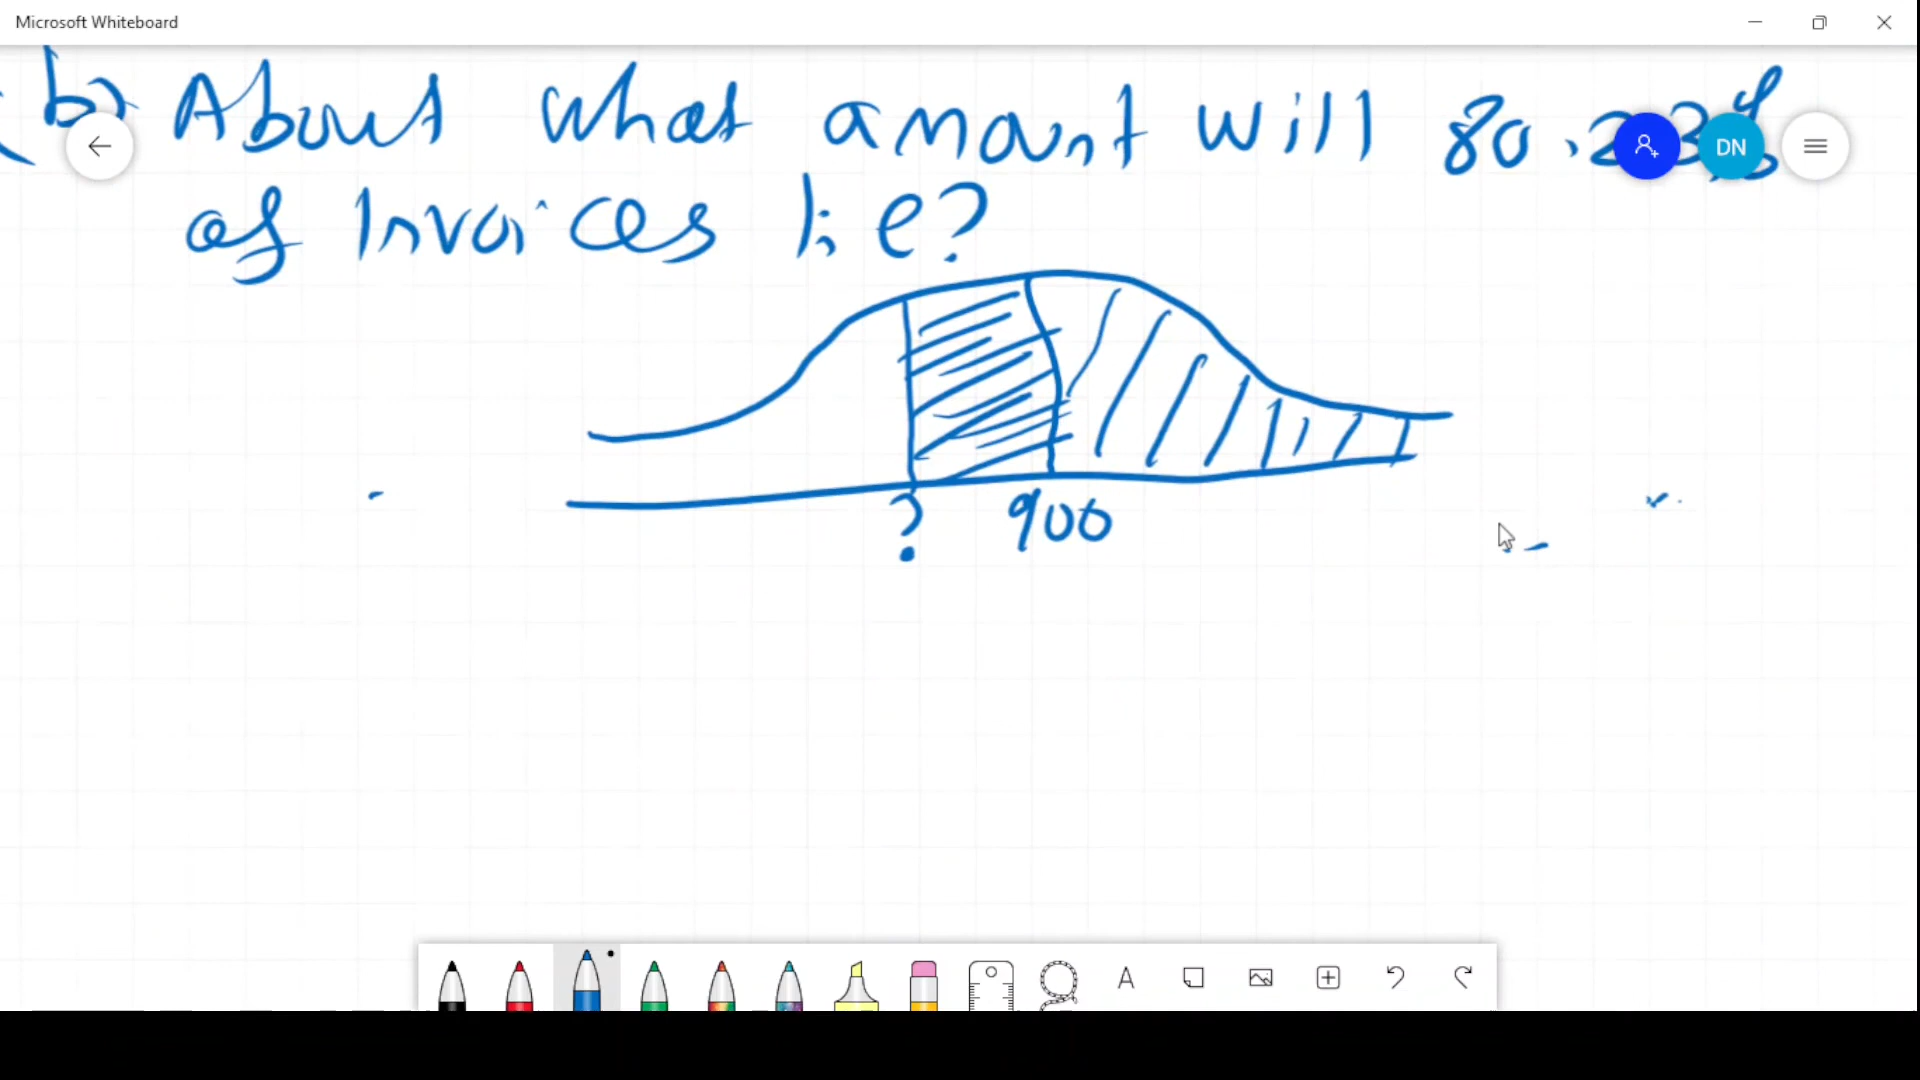 Microsoft Whiteboard
b) About what amount will 80.23%
of Invoices lie?
DN
? 900
A